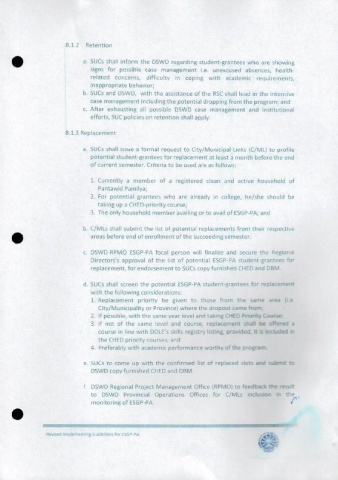 B.1.2 Retention
a. SUCs shall inform the DSWD regarding student-grantees who are showing
signs for possible case management i.e. unexcused absences, health-
related concerns, difficulty in coping with academic requirements,
inappropriate behavior;
b. SUCs and DSWD, with the assistance of the RSC shall lead in the intensive
case management including the potential dropping from the program; and
c. After exhausting all possible DSWD case management and institutional
efforts, SUC policies on retention shall apply.
B.1.3 Replacement
a. SUCs shall issue a formal request to City/Municipal Links (C/ML) to profile
potential student-grantees for replacement at least a month before the end
of current semester. Criteria to be used are as follows:
1. Currently a member of a registered clean and active household of
Pantawid Pamilya;
2. For potential grantees who are already in college, he/she should be
taking up a CHED priority course;
3. The only household member availing or to avail of ESGP-PA; and
b. C/MLs shall submit the list of potential replacements from their respective
areas before end of enrollment of the succeeding semester.
c. DSWD-RPMO ESGP-PA focal person will finalize and secure the Regional
Director's approval of the list of potential ESGP-PA student-grantees for
replacement, for endorsement to SUCs copy furnished CHED and DBM.
d. SUCs shall screen the potential ESGP-PA student-grantees for replacement
with the following considerations:
1. Replacement priority be given to those from the same area (i.e.
City/Municipality or Province) where the dropout came from;
2. If possible, with the same year level and taking CHED Priority Course;
3. If not of the same level and course, replacement shall be offered a
course in line with DOLE's skills registry listing, provided, it is included in
the CHED priority courses; and
4. Preferably with academic performance worthy of the program.
e. SUCs to come up with the confirmed list of replaced slots and submit to
DSWD copy furnished CHED and DBM.
f. DSWD Regional Project Management Office (RPMO) to feedback the result
to DSWD Provincial Operations Offices for C/MLs inclusion in the
monitoring of ESGP-PA.
Revised Implementing Guidelines for ESGP-PA